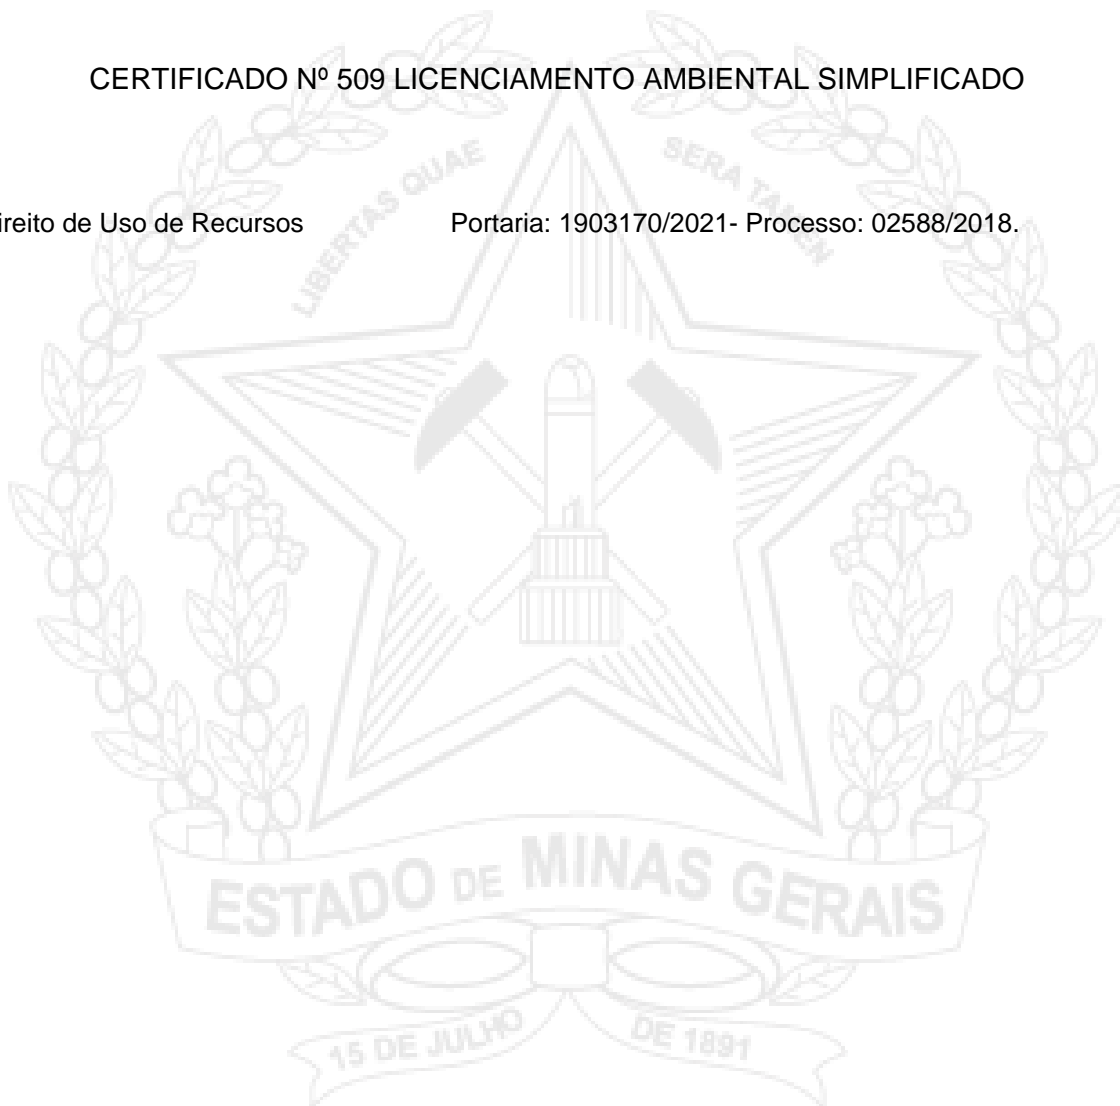 CERTIFICADO Nº 509 LICENCIAMENTO AMBIENTAL SIMPLIFICADO
LIBERTAS QUAE SERA TAMEN
ireito de Uso de Recursos Portaria: 1903170/2021- Processo: 02588/2018.
ESTADO DE MINAS GERAIS
15 DE JULHO DE 1891